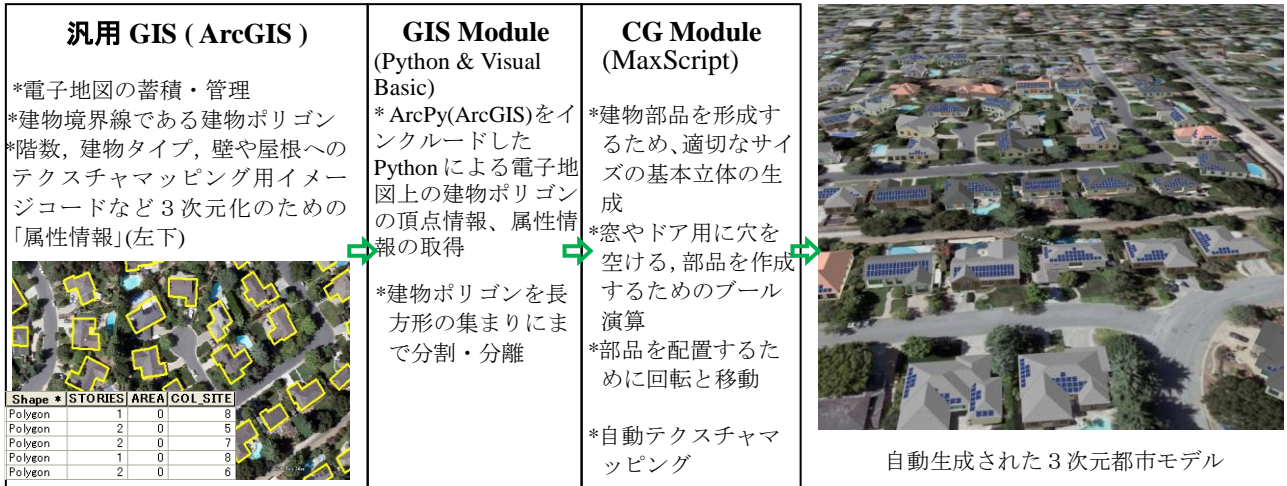 汎用 GIS ( ArcGIS )
*電子地図の蓄積・管理
*建物境界線である建物ポリゴン
*階数, 建物タイプ, 壁や屋根への
テクスチャマッピング用イメー
ジコードなど３次元化のための
「属性情報」(左下)
Shape * STORIES AREA COL_SITE
Polygon 1 0 8
Polygon 2 0 5
Polygon 2 0 7
Polygon 1 0 8
Polygon 2 0 6
GIS Module
(Python & Visual
Basic)
* ArcPy(ArcGIS)をイ
ンクルードした
Python による電子地
図上の建物ポリゴン
の頂点情報、属性情
報の取得
*建物ポリゴンを長
方形の集まりにま
で分割・分離
CG Module
(MaxScript)
*建物部品を形成す
るため、適切なサイ
ズの基本立体の生
成
*窓やドア用に穴を
空ける, 部品を作成
するためのブール
演算
*部品を配置するた
めに回転と移動
*自動テクスチャマ
ッピング
自動生成された３次元都市モデル